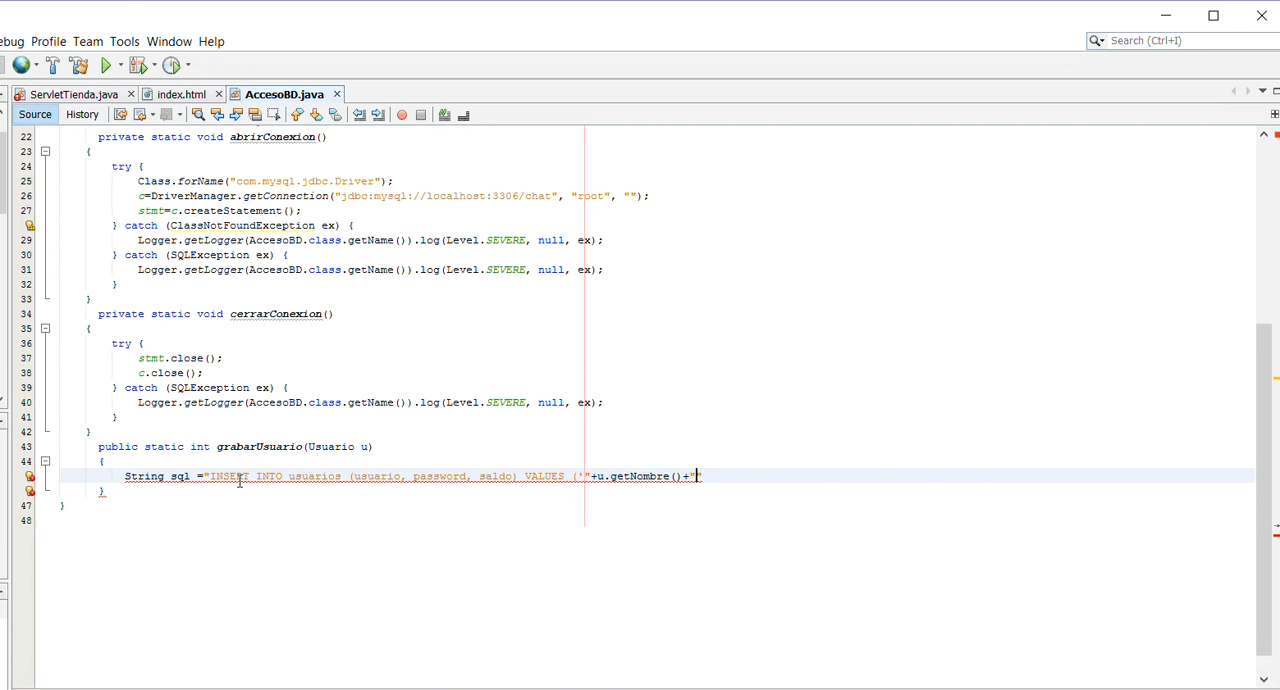 ebug Profile Team Tools Window Help
Search (Ctrl+I)
ServletTienda.java index.html AccesoBD.java
Source History
22 private static void abrirConexion()
23 {
24 try {
25 Class.forName("com.mysql.jdbc.Driver");
26 c=DriverManager.getConnection("jdbc:mysql://localhost:3306/chat", "root", "");
27 stmt=c.createStatement();
} catch (ClassNotFoundException ex) {
29 Logger.getLogger(AccesoBD.class.getName()).log(Level.SEVERE, null, ex);
30 } catch (SQLException ex) {
31 Logger.getLogger(AccesoBD.class.getName()).log(Level.SEVERE, null, ex);
32 }
33 }
34 private static void cerrarConexion()
35 {
36 try {
37 stmt.close();
38 c.close();
39 } catch (SQLException ex) {
40 Logger.getLogger(AccesoBD.class.getName()).log(Level.SEVERE, null, ex);
41 }
42 }
43 public static int grabarUsuario(Usuario u)
44 {
String sql ="INSERT INTO usuarios (usuario, password, saldo) VALUES ('"+u.getNombre()+""
}
47 }
48